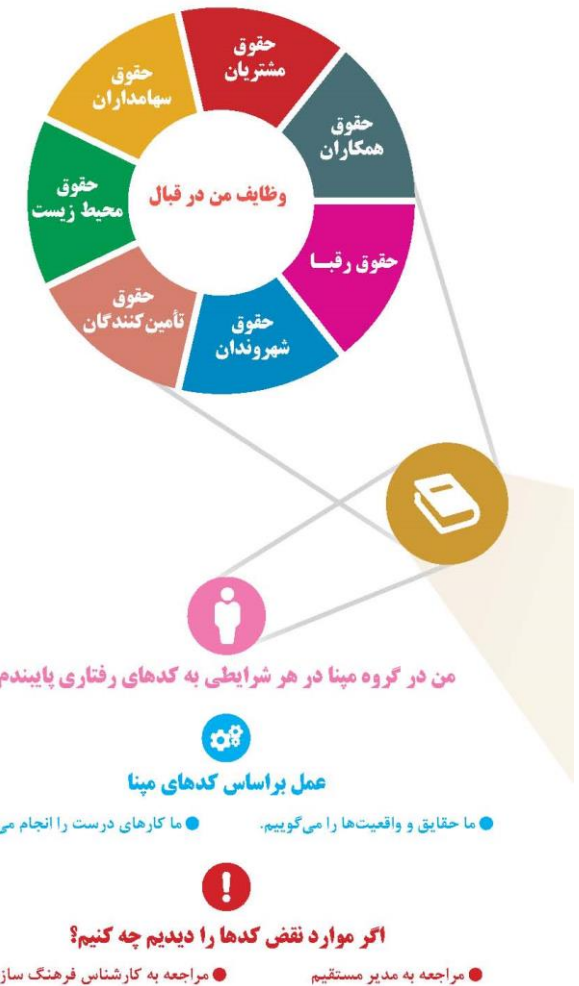 حقوق
مشتریان
حقوق
همکاران
حقوق رقبـا
حقوق
شهروندان
حقوق
تأمین‌کنندگان
حقوق
محیط زیست
حقوق
سهامداران
وظایف من در قبال
من در گروه مپنا در هر شرایطی به کدهای رفتاری پایبندم
عمل براساس کدهای مپنا
● ما حقایق و واقعیت‌ها را می‌گوییم. ● ما کارهای درست را انجام می
اگر موارد نقض کدها را دیدیم چه کنیم؟
● مراجعه به مدیر مستقیم ● مراجعه به کارشناس فرهنگ ساز